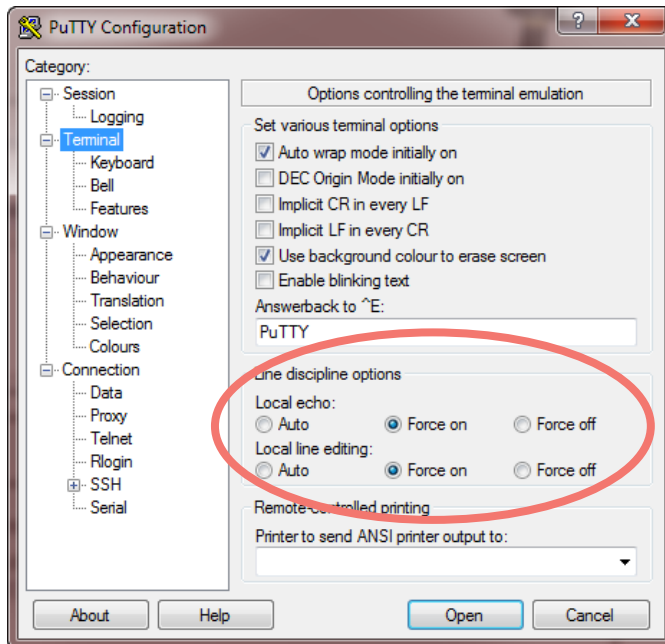 PuTTY Configuration
?
Category:
Session
Logging
Terminal
Keyboard
Bell
Features
Window
Appearance
Behaviour
Translation
Selection
Colours
Connection
Data
Proxy
Telnet
Rlogin
SSH
Serial
Options controlling the terminal emulation
Set various terminal options
Auto wrap mode initially on
DEC Origin Mode initially on
Implicit CR in every LF
Implicit LF in every CR
Use background colour to erase screen
Enable blinking text
Answerback to ^E:
PuTTY
Line discipline options
Local echo:
Auto Force on Force off
Local line editing:
Auto Force on Force off
Remote-controlled printing
Printer to send ANSI printer output to:
About Help Open Cancel